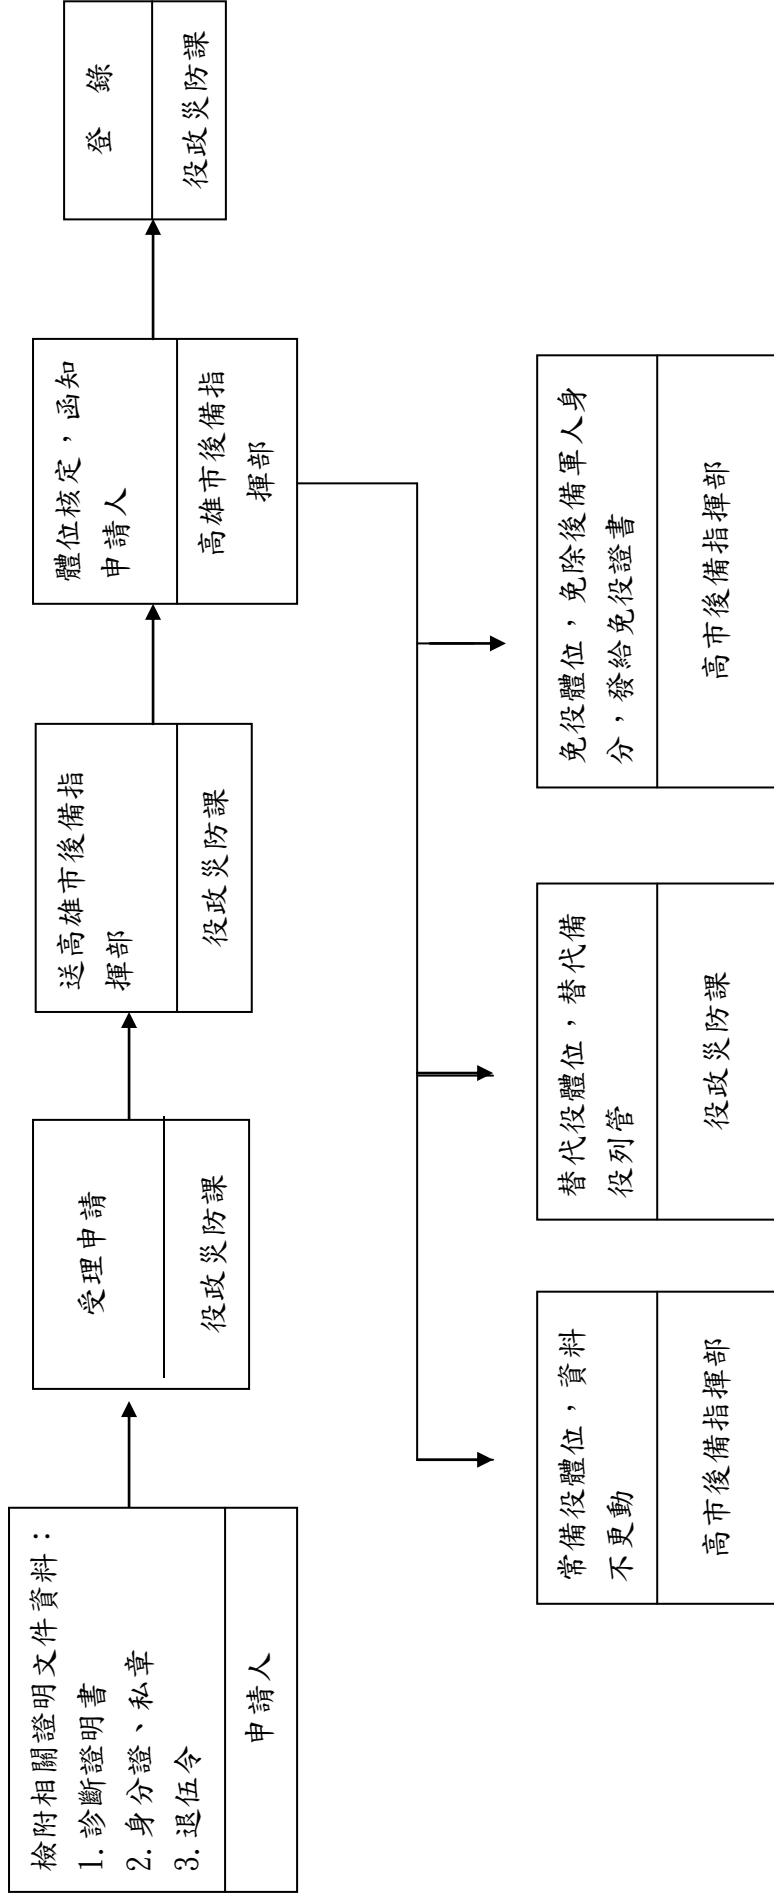 檢附相關證明文件資料：
1.診斷證明書
2.身分證、私章
3.退伍令
申請人
受理申請
役政災防課
送高雄市後備指
揮部
役政災防課
體位核定，函知
申請人
高雄市後備指
揮部
登 錄
役政災防課
常備役體位，資料
不更動
高市後備指揮部
替代役體位，替代備
役列管
役政災防課
免役體位，免除後備軍人身
分，發給免役證書
高市後備指揮部